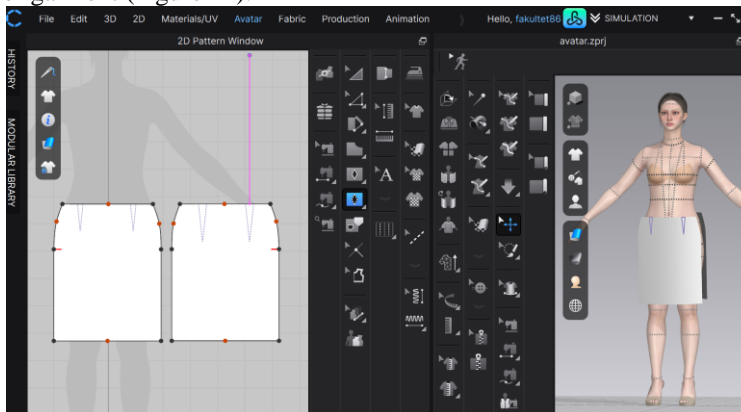 File Edit 3D 2D Materials/UV Avatar Fabric Production Animation Hello, fakultet86 SIMULATION
2D Pattern Window
avatar.zprj
HISTORY
MODULAR LIBRARY
A